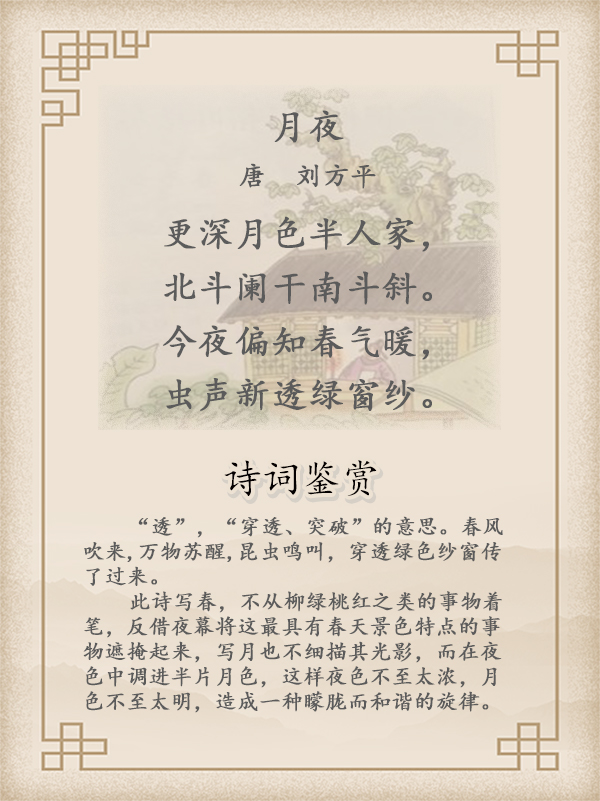 月夜
唐 刘方平
更深月色半人家，
北斗阑干南斗斜。
今夜偏知春气暖，
虫声新透绿窗纱。
诗词鉴赏
“透”，“穿透、突破”的意思。春风
吹来,万物苏醒,昆虫鸣叫，穿透绿色纱窗传
了过来。
此诗写春，不从柳绿桃红之类的事物着
笔，反借夜幕将这最具有春天景色特点的事
物遮掩起来，写月也不细描其光影，而在夜
色中调进半片月色，这样夜色不至太浓，月
色不至太明，造成一种朦胧而和谐的旋律。